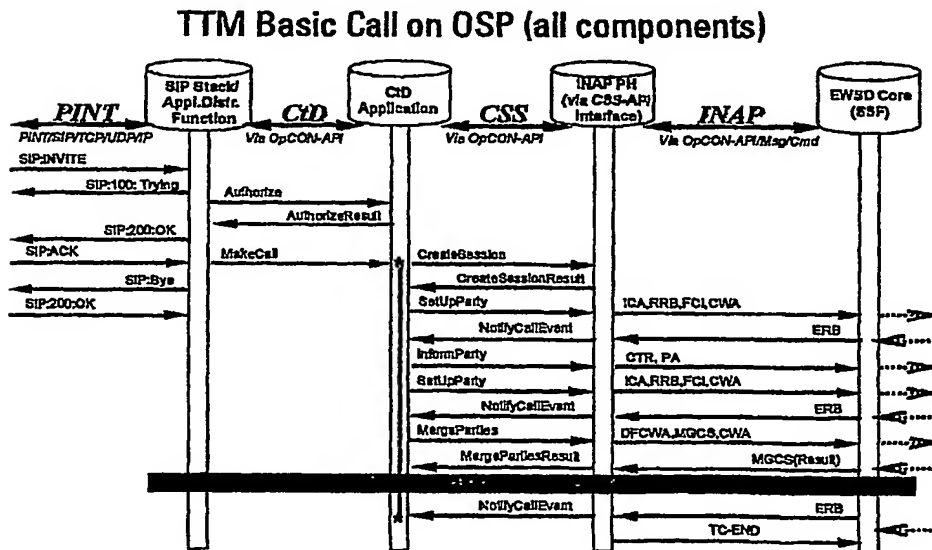 TTM Basic Call on OSP (all components)
SIP Stack/
Appl.Distr.
Function
CtD
Application
INAP PH
(via CSS-API
Interface)
EWSD Core
(SSF)
PINT
CtD
CSS
INAP
PINT/SIP/TCP/UDP/IP
Via OpCON-API
Via OpCON-API
Via OpCON-API/Msg/Cmd
SIP:INVITE
SIP:100: Trying
Authorize
AuthorizeResult
SIP:200:OK
SIP:ACK
MakeCall
CreateSession
SIP:Bye
CreateSessionResult
SIP:200:OK
SetUpParty
ICA,RRB,FCI,CWA
NotifyCallEvent
ERB
InformParty
CTR, PA
SetUpParty
ICA,RRB,FCI,CWA
NotifyCallEvent
ERB
MergeParties
DFCWA,MGCS,CWA
MergePartiesResult
MGCS(Result)
NotifyCallEvent
ERB
TC-END